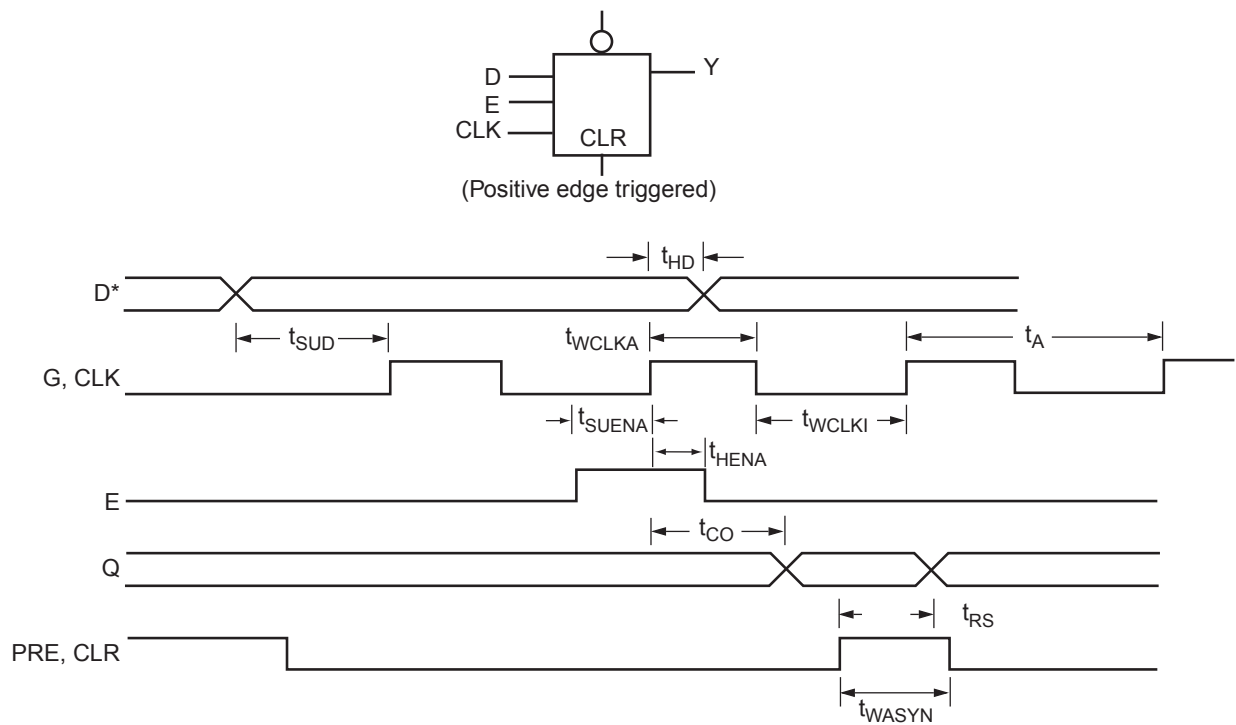 D
E
CLK
CLR
Y
(Positive edge triggered)
tHD
D*
tSUD
tWCLKA
tA
G, CLK
tSUENA
tWCLKI
tHENA
E
tCO
Q
tRS
PRE, CLR
tWASYN